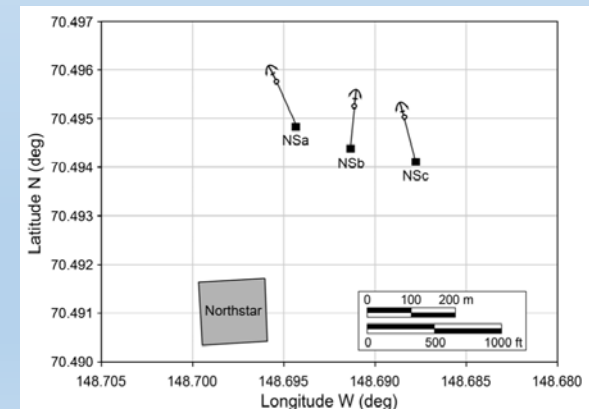 70.497
70.496
70.495
70.494
70.493
70.492
70.491
70.490
Latitude N (deg)
NSa
NSb
NSc
Northstar
0 100 200 m
0 500 1000 ft
148.705 148.700 148.695 148.690 148.685 148.680
Longitude W (deg)